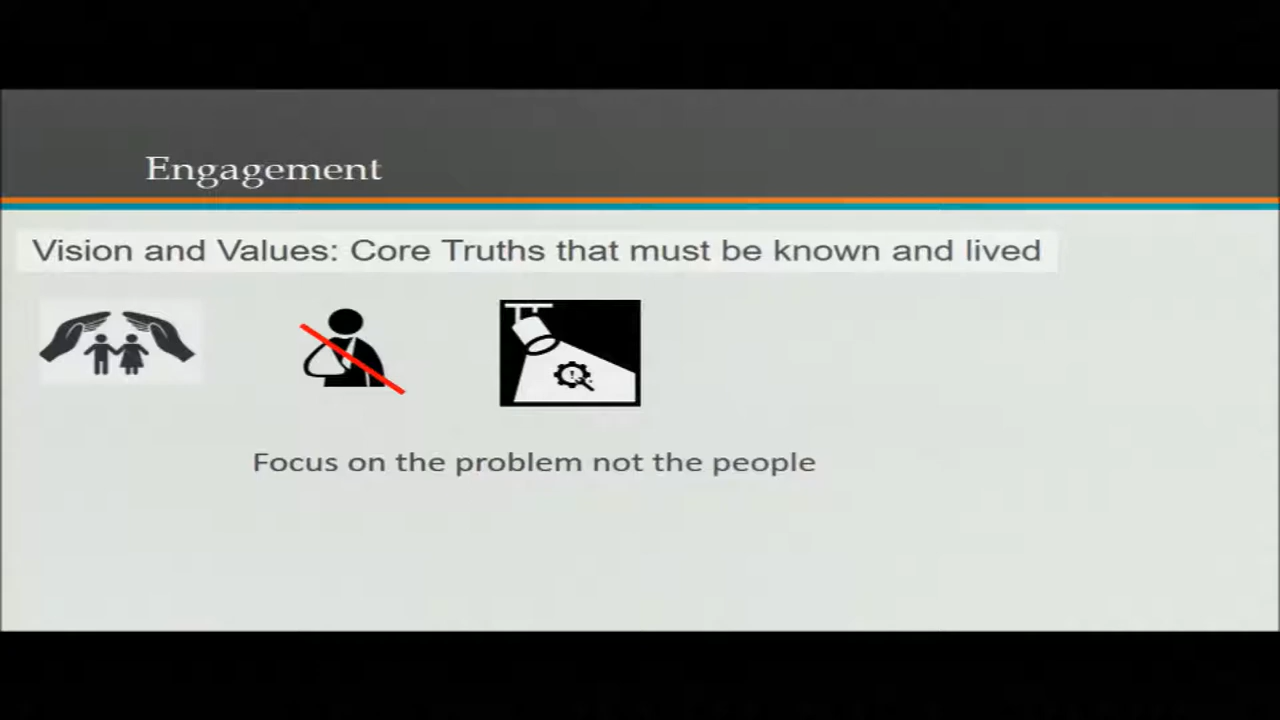 Engagement
Vision and Values: Core Truths that must be known and lived
Focus on the problem not the people